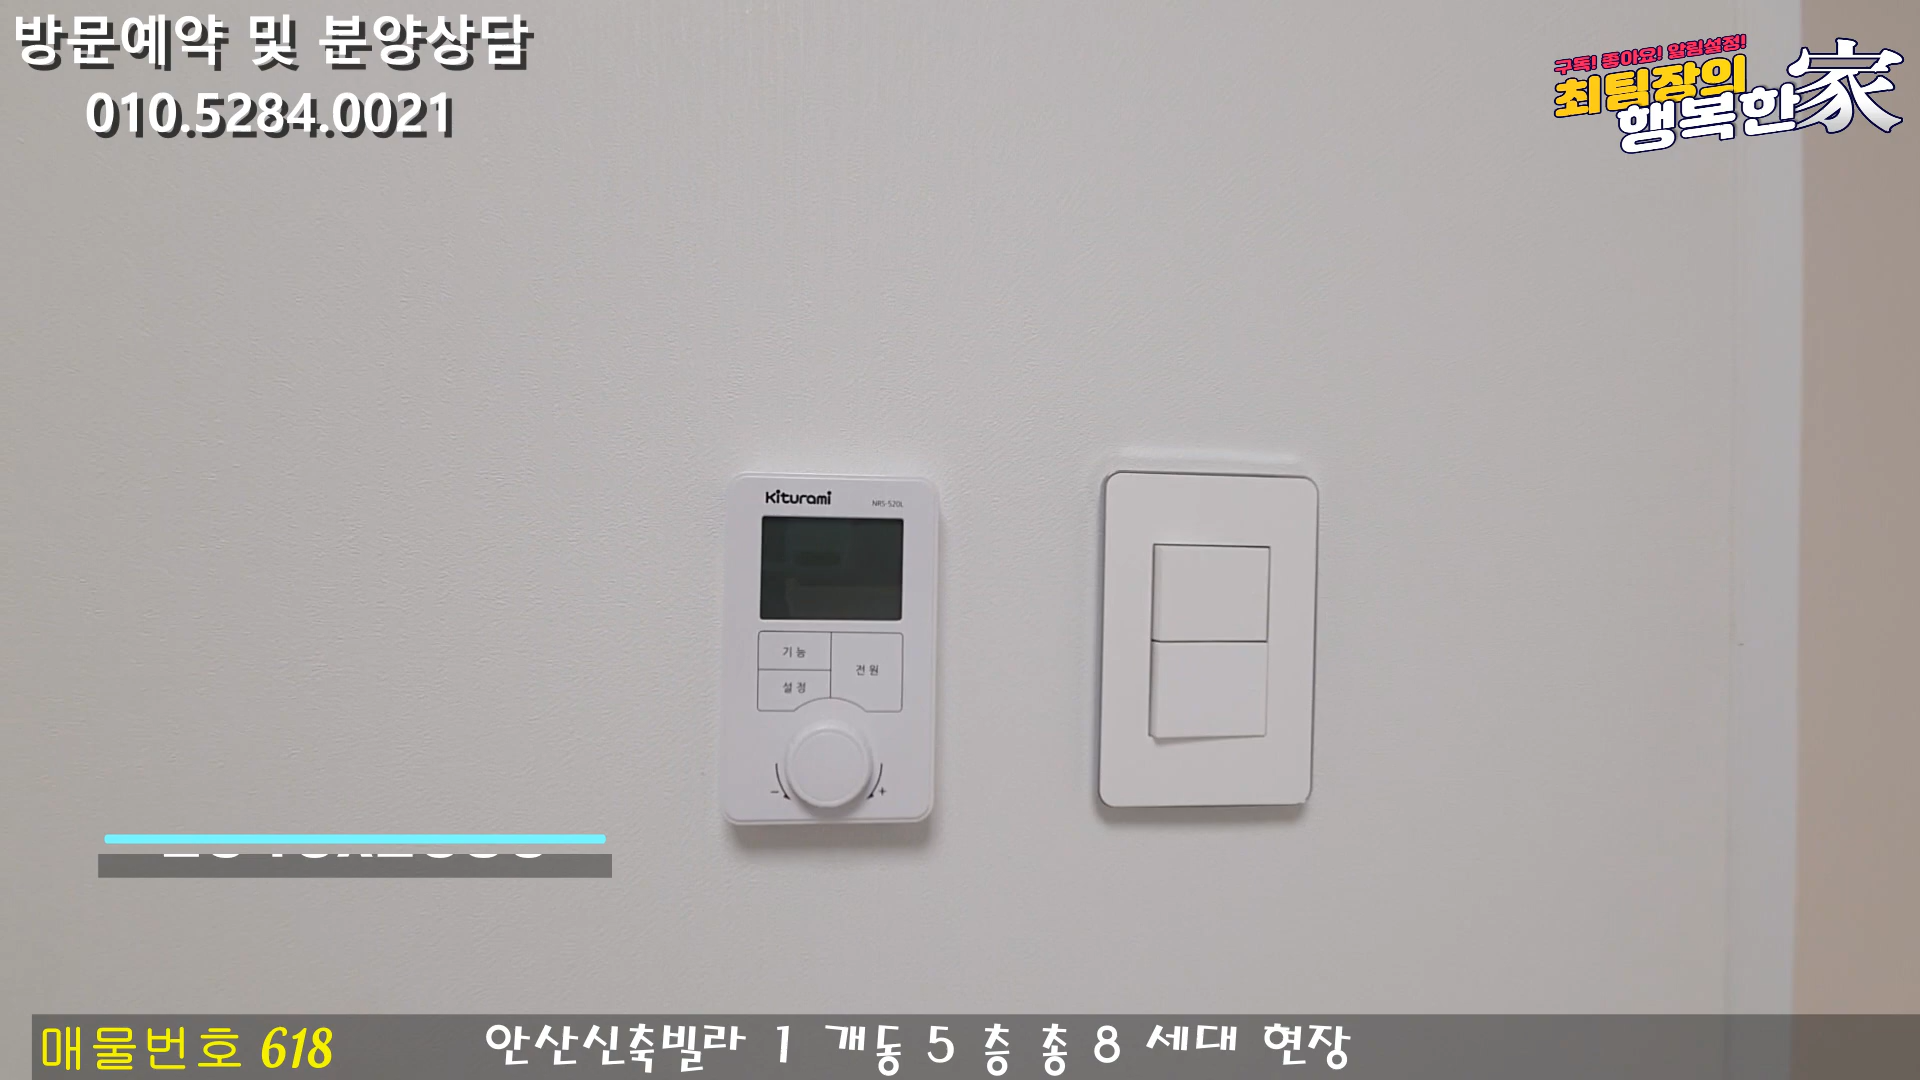 방문예약 및 분양상담
010.5284.0021
구독! 좋아요! 알림설정!
최팀장의
행복한家
Kiturami
NRS-520L
기능
설정
전원
- +
매물번호 618
안산신축빌라 1 개동 5 층 총 8 세대 현장